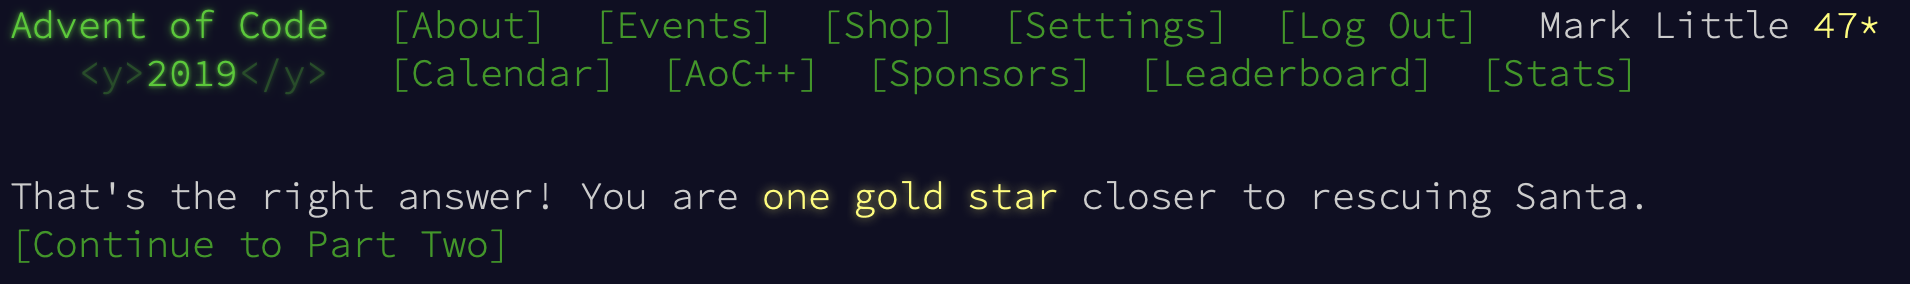 Advent of Code [About] [Events] [Shop] [Settings] [Log Out] Mark Little 47*
<y>2019</y> [Calendar] [AoC++] [Sponsors] [Leaderboard] [Stats]
That's the right answer! You are one gold star closer to rescuing Santa.
[Continue to Part Two]